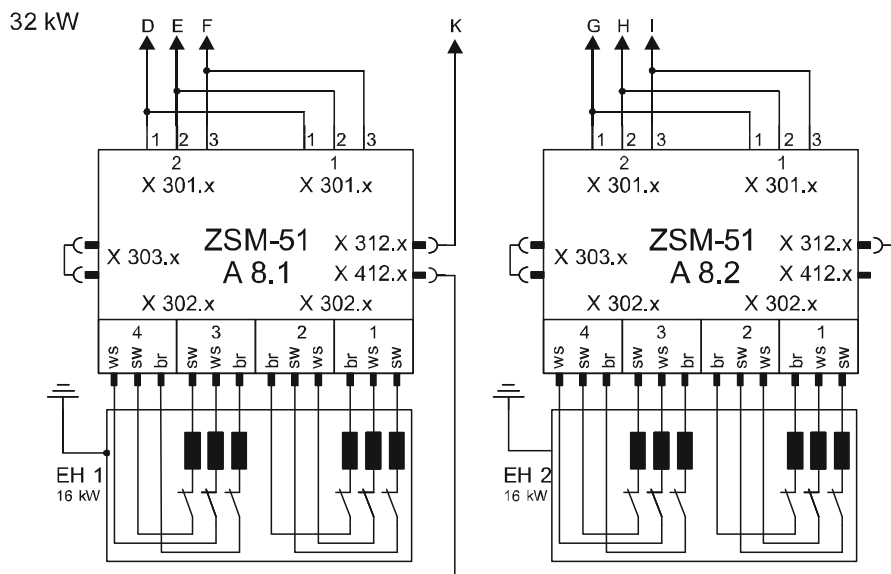 32 kW
D E F K G H I
1 2 3 1 2 3 1 2 3 1 2 3
2 1 2 1
X 301.x X 301.x X 301.x X 301.x
ZSM-51 X 312.x ZSM-51 X 312.x
X 303.x X 303.x
A 8.1 X 412.x A 8.2 X 412.x
X 302.x X 302.x X 302.x X 302.x
4 3 2 1 4 3 2 1
ws sw br sw ws br br sw ws br ws sw ws sw br sw ws br br sw ws br ws sw
EH 1 EH 2
16 kW 16 kW